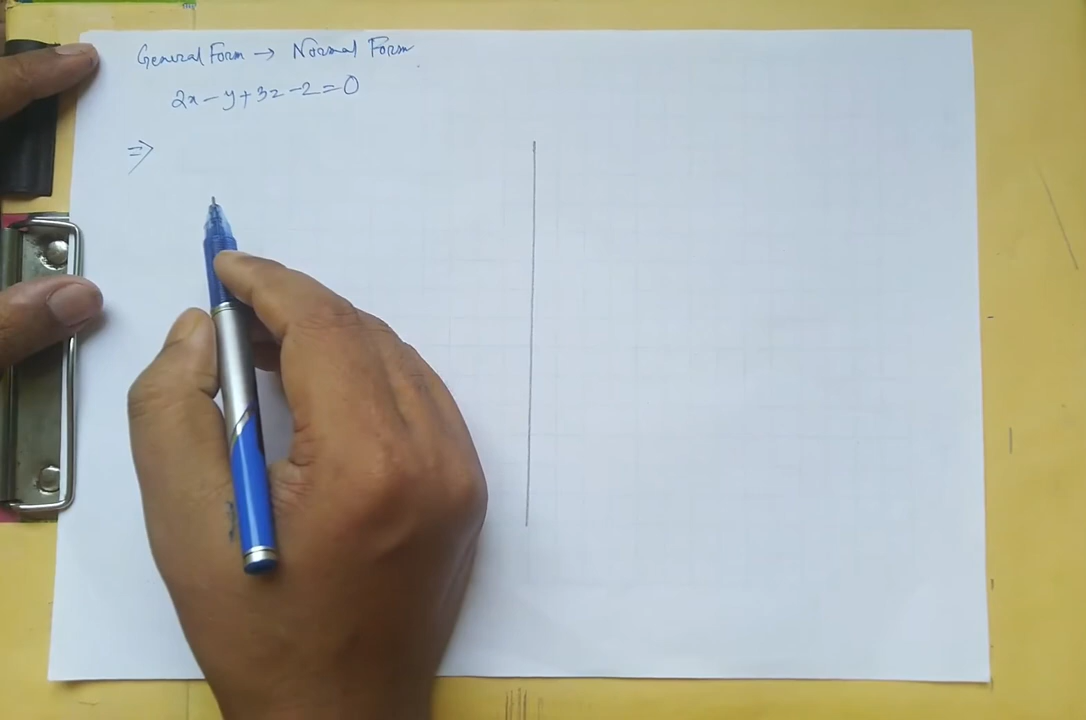 General Form → Normal Form
2x - y + 3z - 2 = 0
⇒